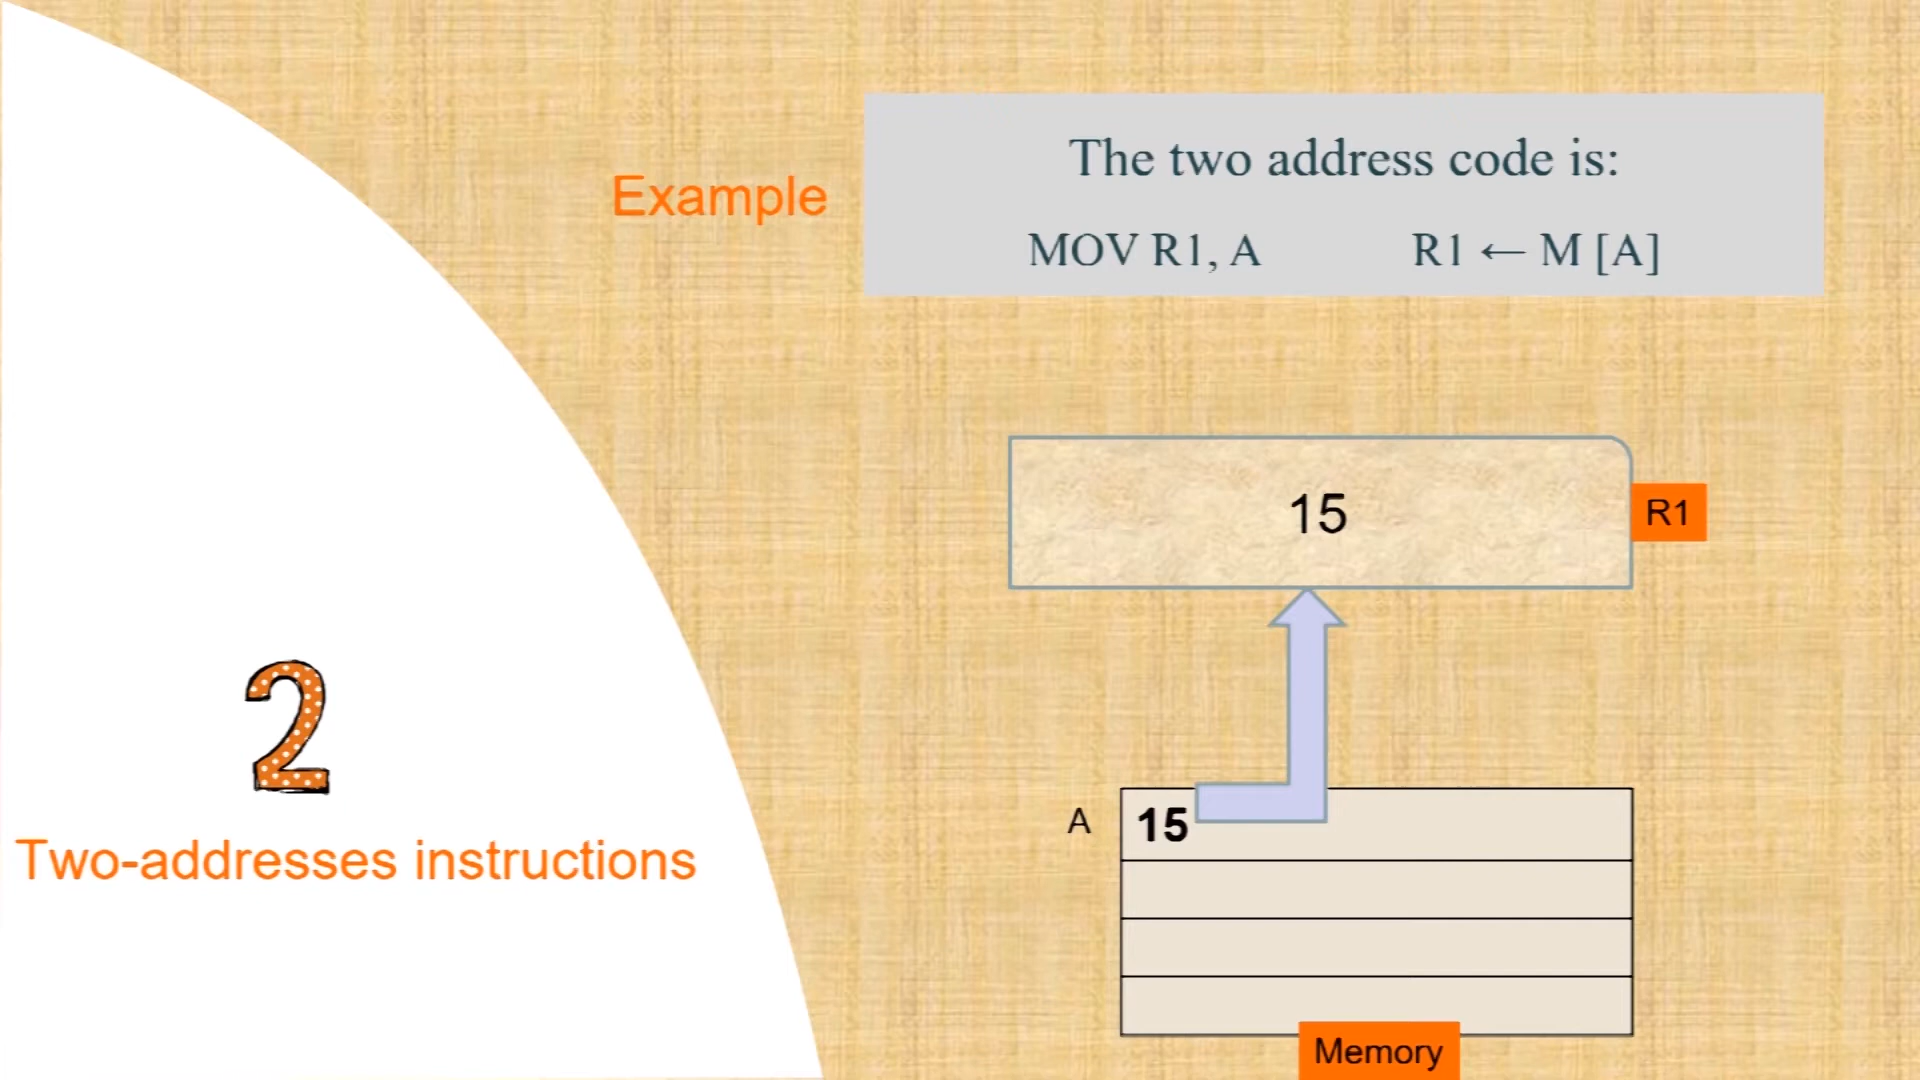 Example
The two address code is:
MOV R1, A R1 ← M [A]
15
R1
A 15
Memory
2
Two-addresses instructions